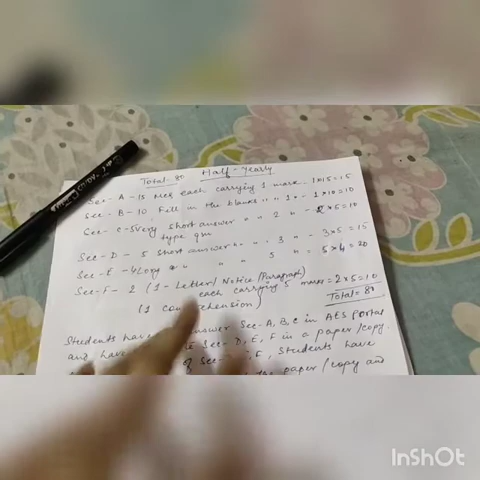 Total-80 Half-Yearly
Sec-A-15 MCQ each carrying 1 mark. 1×15=15
Sec-B-10 Fill in the blanks " " 1 " - 1×10=10
Sec-C-5 Very Short answer " " 2 " - 2×5=10
type qns
Sec-D- 5 Short answer " " , 3 " - 3×5=15
Sec-E-4 Long " " 5 " = 5×4=20
Sec-F- 2 (1-Letter/Notice/Paragraph)
each carrying 5 marks=2×5=10
(1 comprehension) Total=80
Students have answer Sec-A,B,C in AES Portal
and have Sec-D,E,F in a paper/copy.
of Sec- E, Students have
the paper/copy and
InShOt